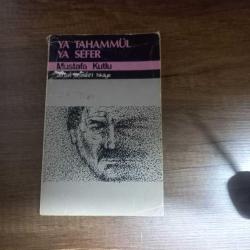 YA TAHAMMÜL
YA SEFER
Mustafa Kutlu